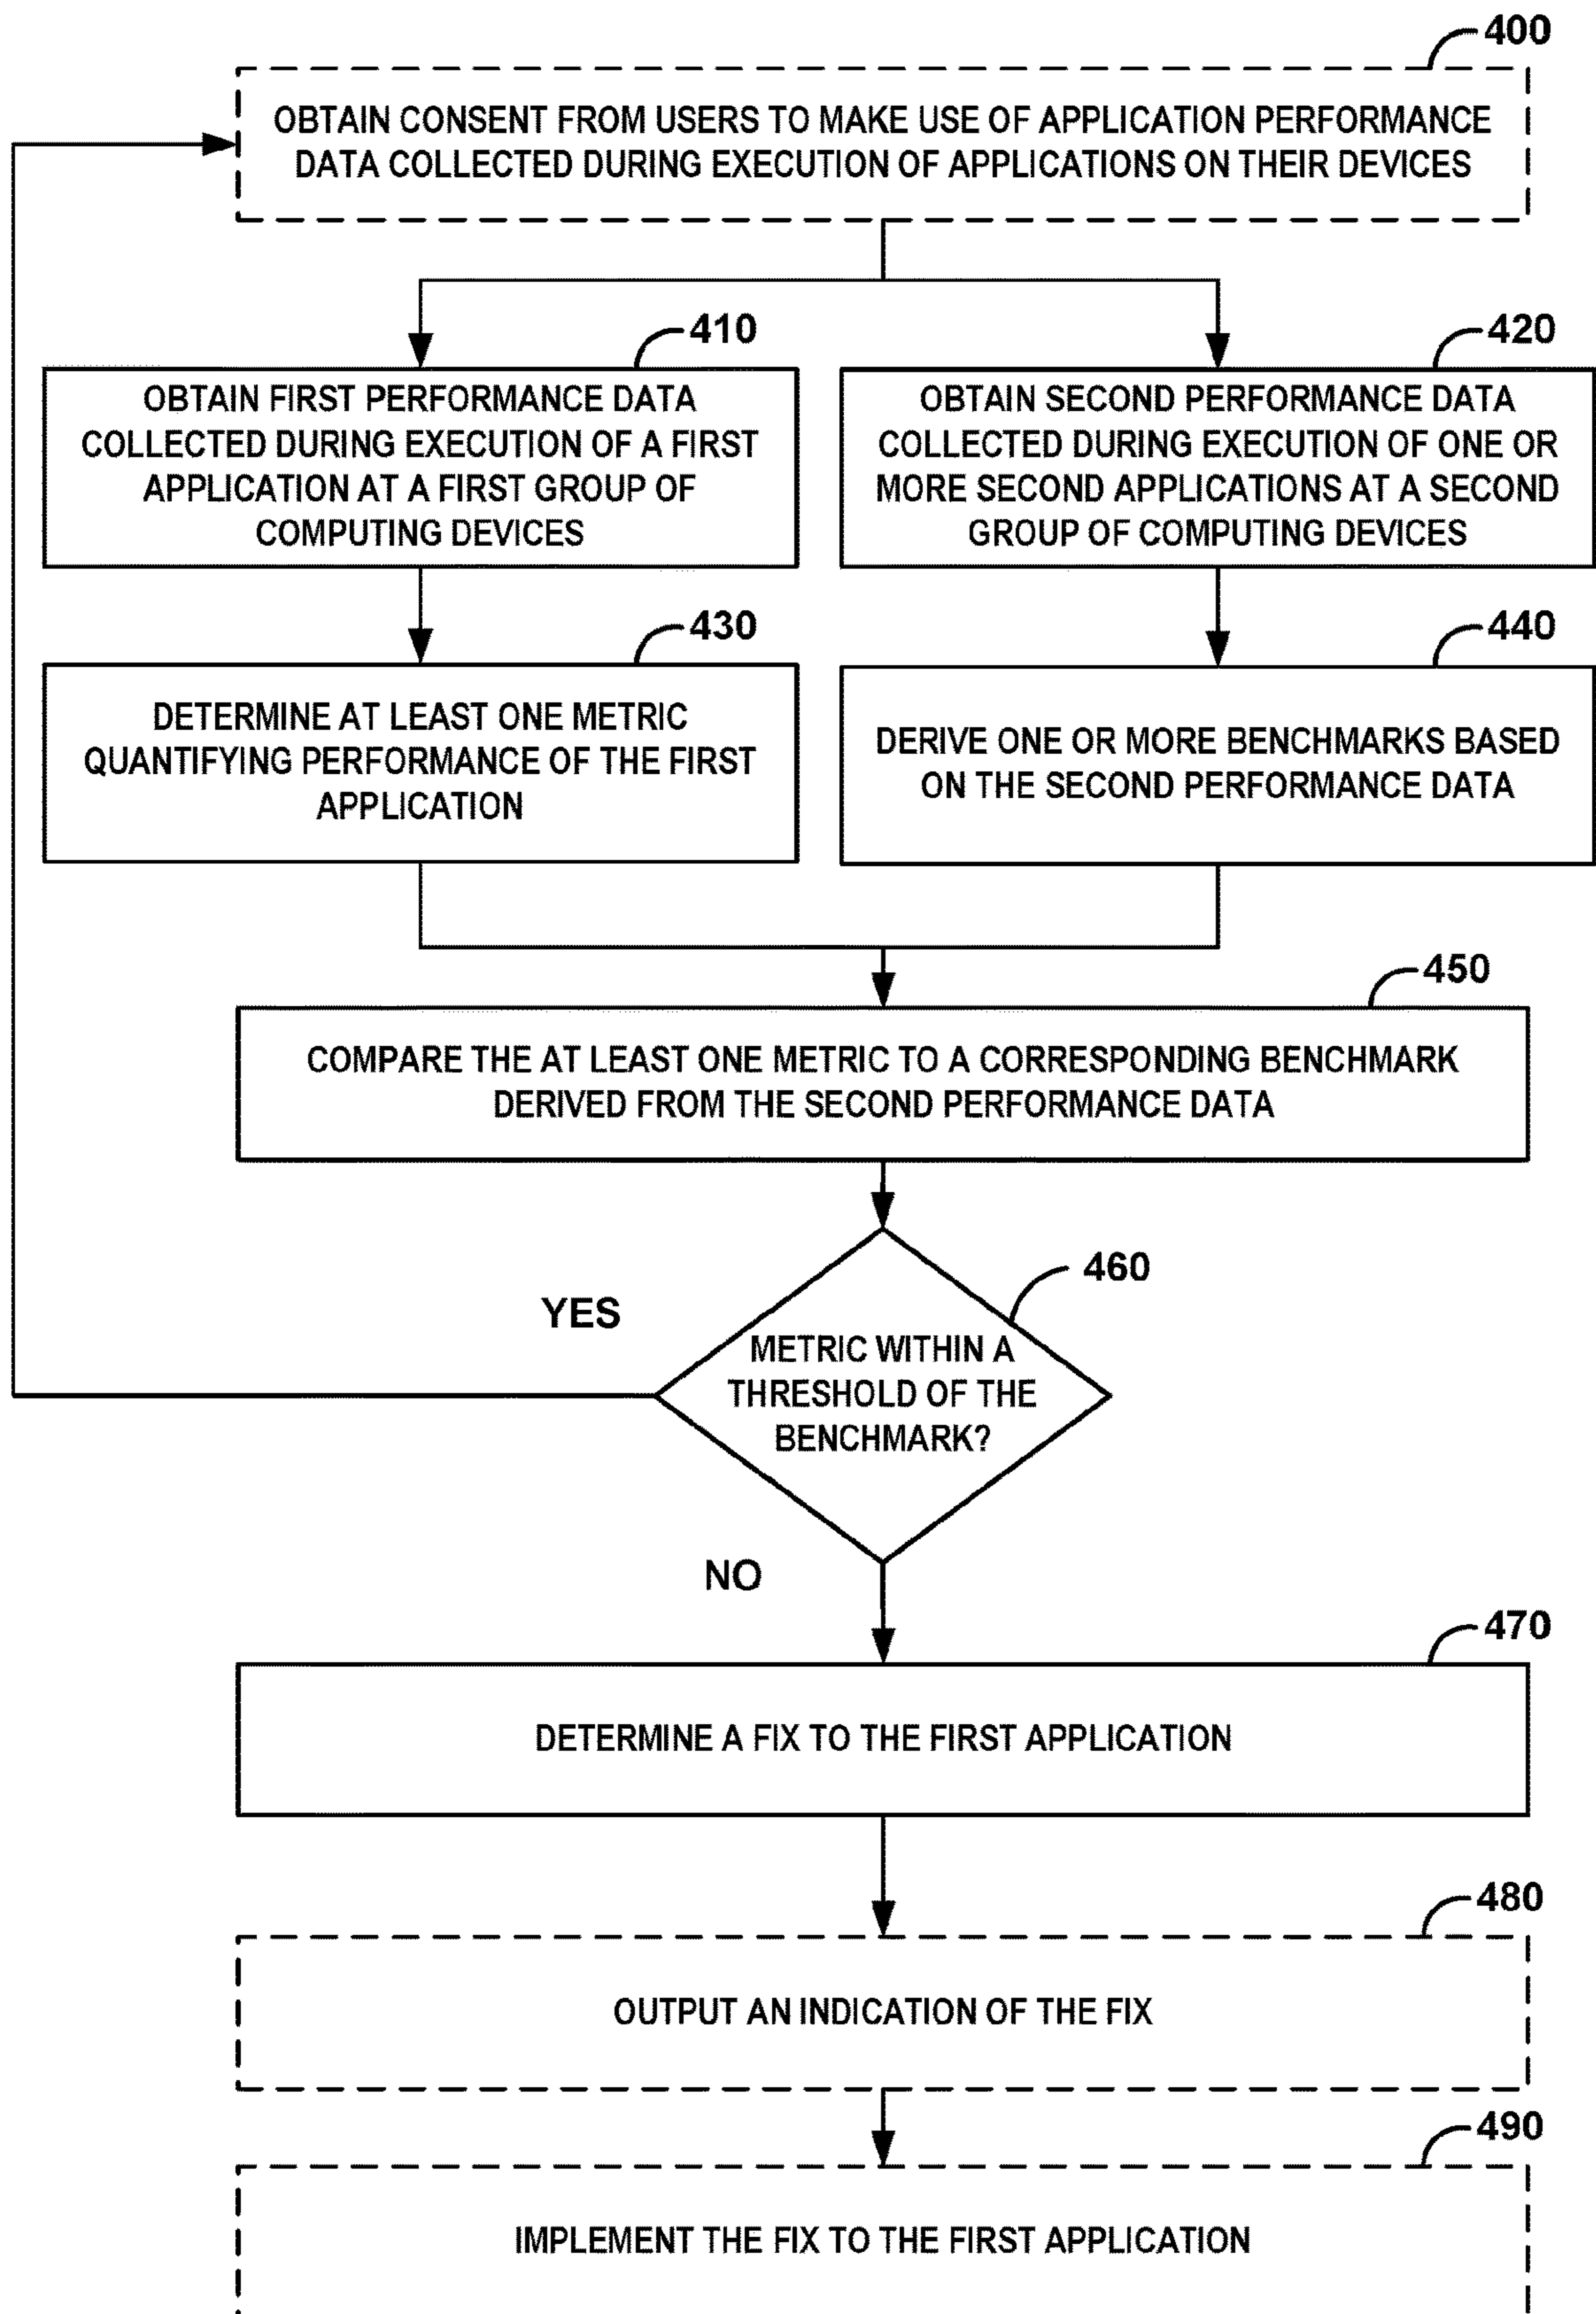 400
OBTAIN CONSENT FROM USERS TO MAKE USE OF APPLICATION PERFORMANCE
DATA COLLECTED DURING EXECUTION OF APPLICATIONS ON THEIR DEVICES
410
OBTAIN FIRST PERFORMANCE DATA
COLLECTED DURING EXECUTION OF A FIRST
APPLICATION AT A FIRST GROUP OF
COMPUTING DEVICES
420
OBTAIN SECOND PERFORMANCE DATA
COLLECTED DURING EXECUTION OF ONE OR
MORE SECOND APPLICATIONS AT A SECOND
GROUP OF COMPUTING DEVICES
430
DETERMINE AT LEAST ONE METRIC
QUANTIFYING PERFORMANCE OF THE FIRST
APPLICATION
440
DERIVE ONE OR MORE BENCHMARKS BASED
ON THE SECOND PERFORMANCE DATA
450
COMPARE THE AT LEAST ONE METRIC TO A CORRESPONDING BENCHMARK
DERIVED FROM THE SECOND PERFORMANCE DATA
460
YES
METRIC WITHIN A
THRESHOLD OF THE
BENCHMARK?
NO
470
DETERMINE A FIX TO THE FIRST APPLICATION
480
OUTPUT AN INDICATION OF THE FIX
490
IMPLEMENT THE FIX TO THE FIRST APPLICATION